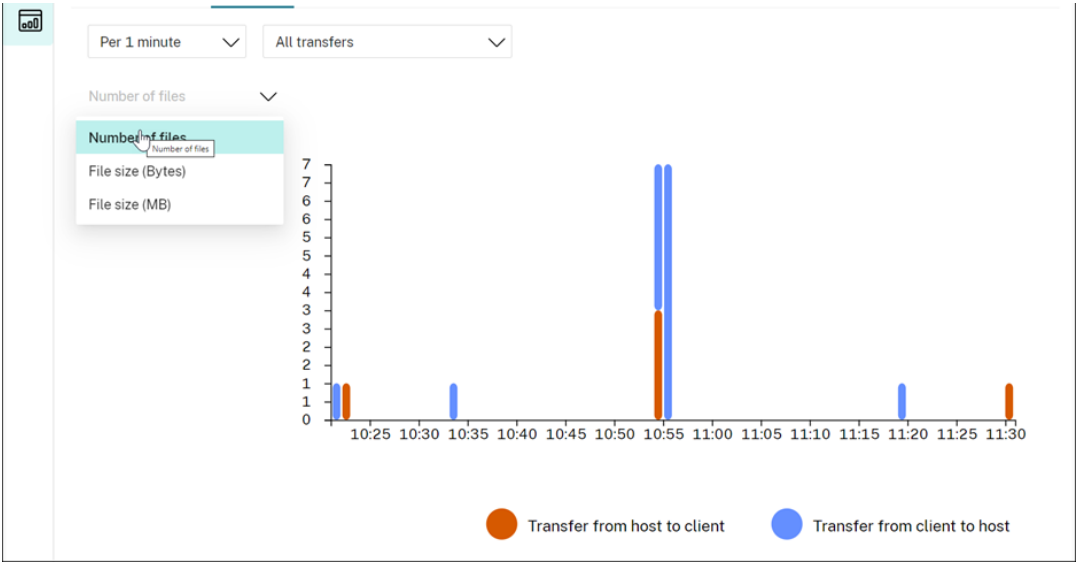 Per 1 minute
All transfers
Number of files
Number of files
Number of files
File size (Bytes)
File size (MB)
7
7
6
6
5
5
4
4
3
3
2
2
1
1
0
10:25 10:30 10:35 10:40 10:45 10:50 10:55 11:00 11:05 11:10 11:15 11:20 11:25 11:30
Transfer from host to client
Transfer from client to host